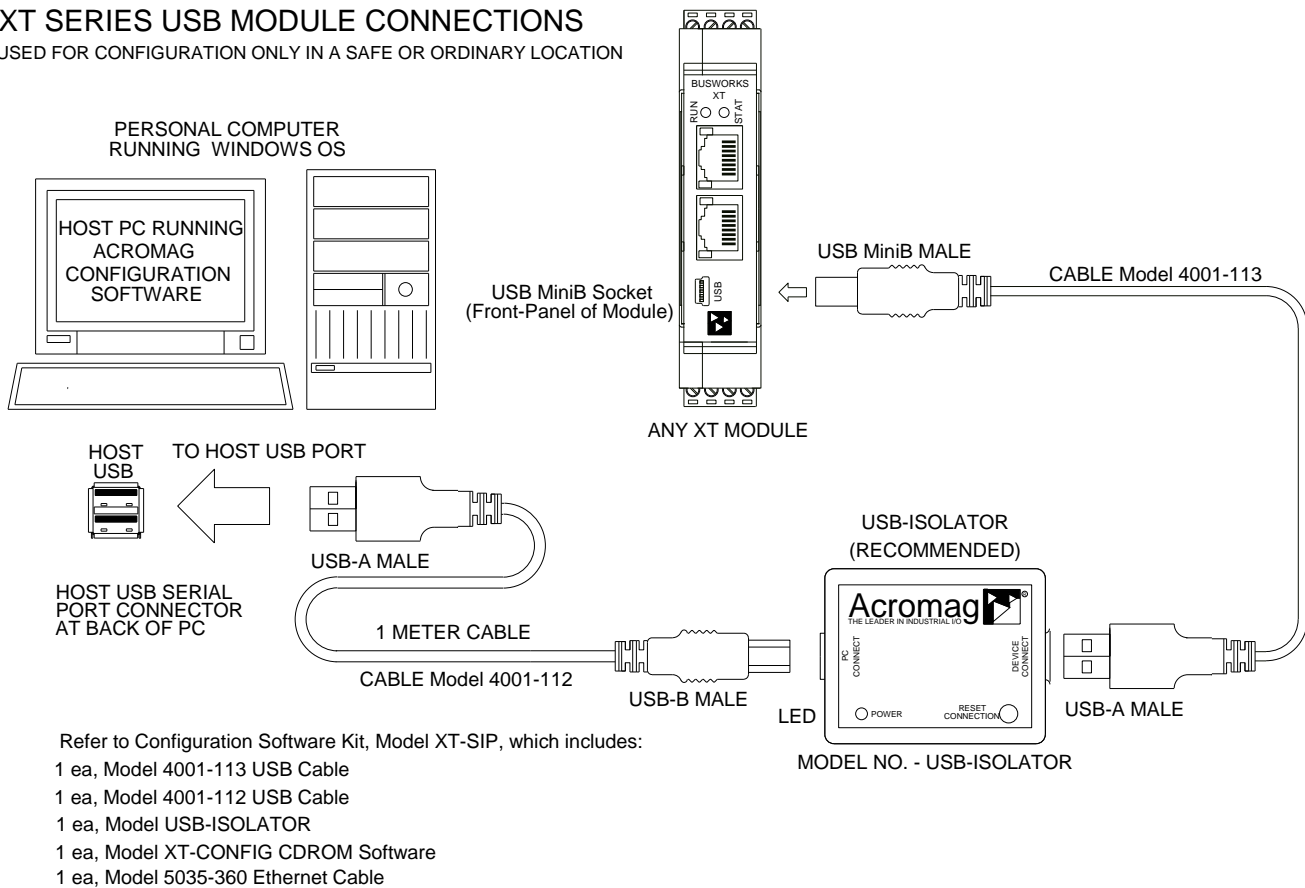 XT SERIES USB MODULE CONNECTIONS
USED FOR CONFIGURATION ONLY IN A SAFE OR ORDINARY LOCATION
PERSONAL COMPUTER
RUNNING WINDOWS OS
HOST PC RUNNING
ACROMAG
CONFIGURATION
SOFTWARE
BUSWORKS
XT
RUN
STAT
USB
USB MiniB Socket
(Front-Panel of Module)
USB MiniB MALE
CABLE Model 4001-113
ANY XT MODULE
HOST
USB
TO HOST USB PORT
USB-A MALE
HOST USB SERIAL
PORT CONNECTOR
AT BACK OF PC
1 METER CABLE
CABLE Model 4001-112
USB-B MALE
USB-ISOLATOR
(RECOMMENDED)
Acromag
®
THE LEADER IN INDUSTRIAL I/O
PC
CONNECT
DEVICE
CONNECT
LED
POWER
RESET
CONNECTION
USB-A MALE
MODEL NO. - USB-ISOLATOR
Refer to Configuration Software Kit, Model XT-SIP, which includes:
1 ea, Model 4001-113 USB Cable
1 ea, Model 4001-112 USB Cable
1 ea, Model USB-ISOLATOR
1 ea, Model XT-CONFIG CDROM Software
1 ea, Model 5035-360 Ethernet Cable